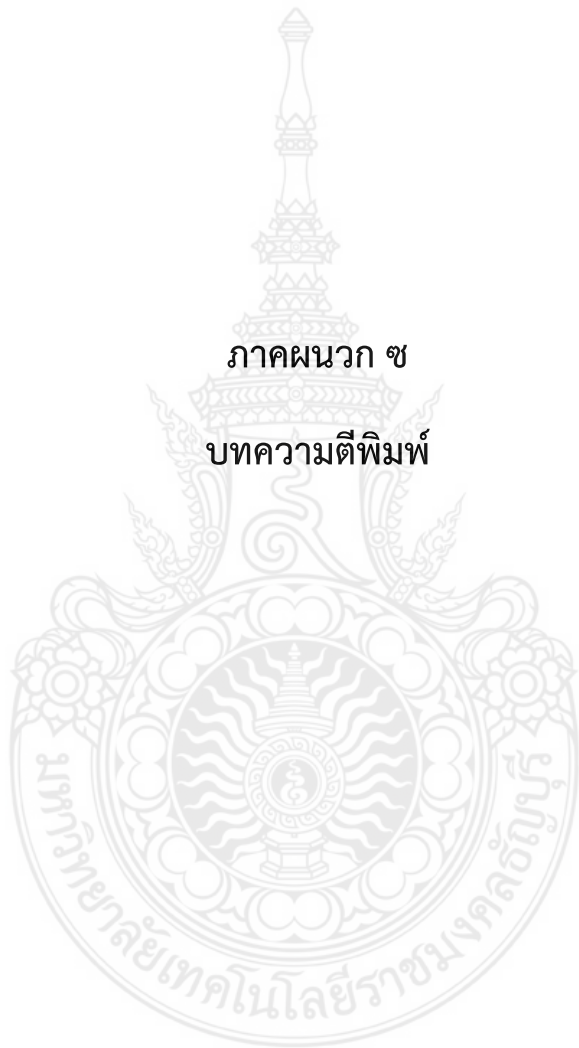 ภาคผนวก ซ
บทความตีพิมพ์
มหาวิทยาลัยเทคโนโลยีราชมงคลธัญบุรี